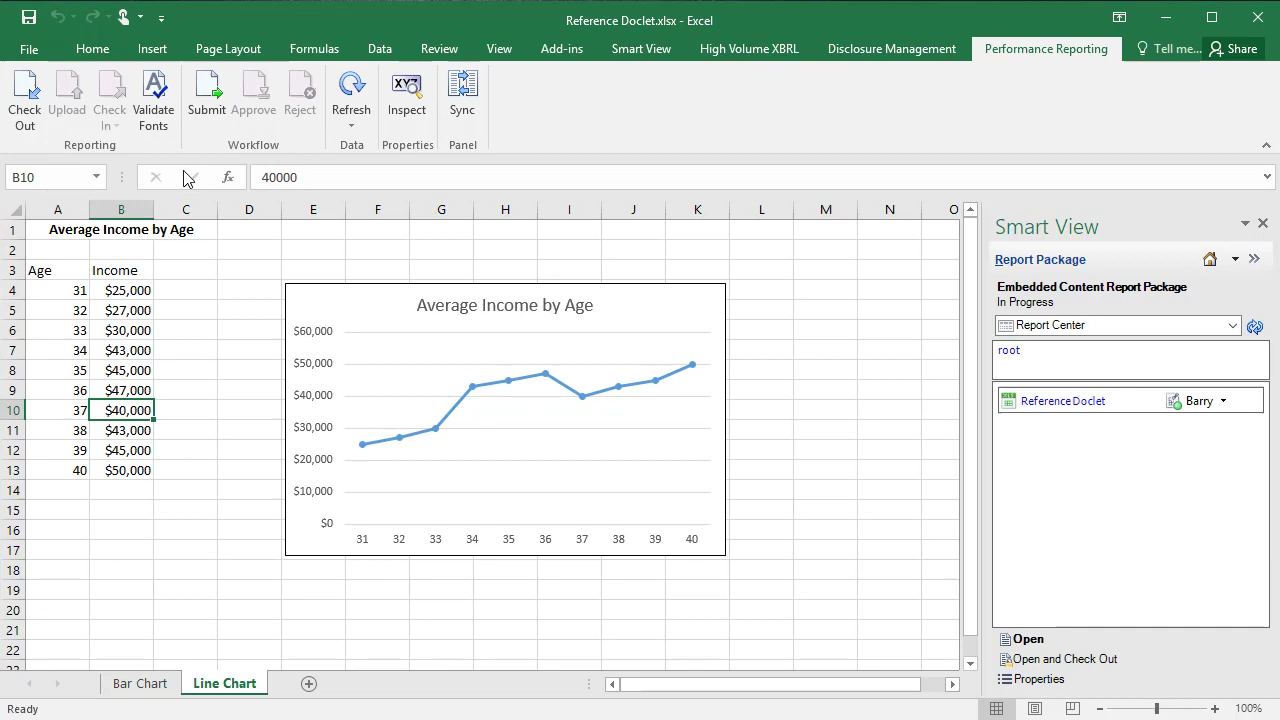 Reference Doclet.xlsx - Excel
File Home Insert Page Layout Formulas Data Review View Add-ins Smart View High Volume XBRL Disclosure Management Performance Reporting Tell me... Share
Check Out Upload Check In Validate Fonts Submit Approve Reject Refresh XYZ Inspect Sync
Reporting Workflow Data Properties Panel
B10 fx 40000
A B C D E F G H I J K L M N O
1 Average Income by Age
2
3 Age Income
4 31 $25,000
5 32 $27,000
6 33 $30,000
7 34 $43,000
8 35 $45,000
9 36 $47,000
10 37 $40,000
11 38 $43,000
12 39 $45,000
13 40 $50,000
14
15
16
17
18
19
20
21
22
Average Income by Age
$60,000
$50,000
$40,000
$30,000
$20,000
$10,000
$0
31 32 33 34 35 36 37 38 39 40
Smart View
Report Package
Embedded Content Report Package
In Progress
Report Center
root
Reference Doclet Barry
Open
Open and Check Out
Properties
Bar Chart Line Chart
Ready 100%